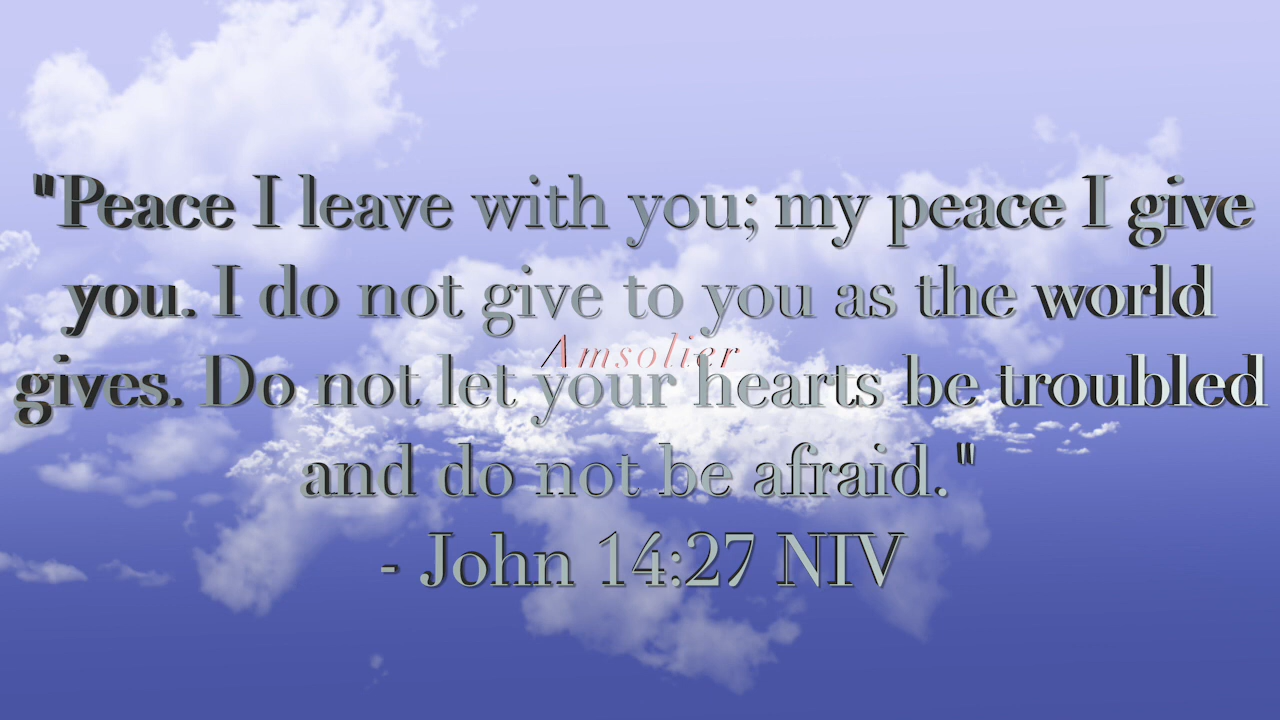 "Peace I leave with you; my peace I give
you. I do not give to you as the world
Amsolier
gives. Do not let your hearts be troubled
and do not be afraid."
- John 14:27 NIV